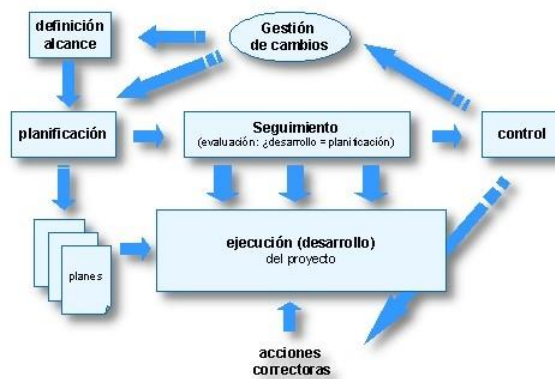 definición
alcance
Gestión
de cambios
planificación
Seguimiento
(evaluación: ¿desarrollo = planificación)
control
planes
ejecución (desarrollo)
del proyecto
acciones
correctoras